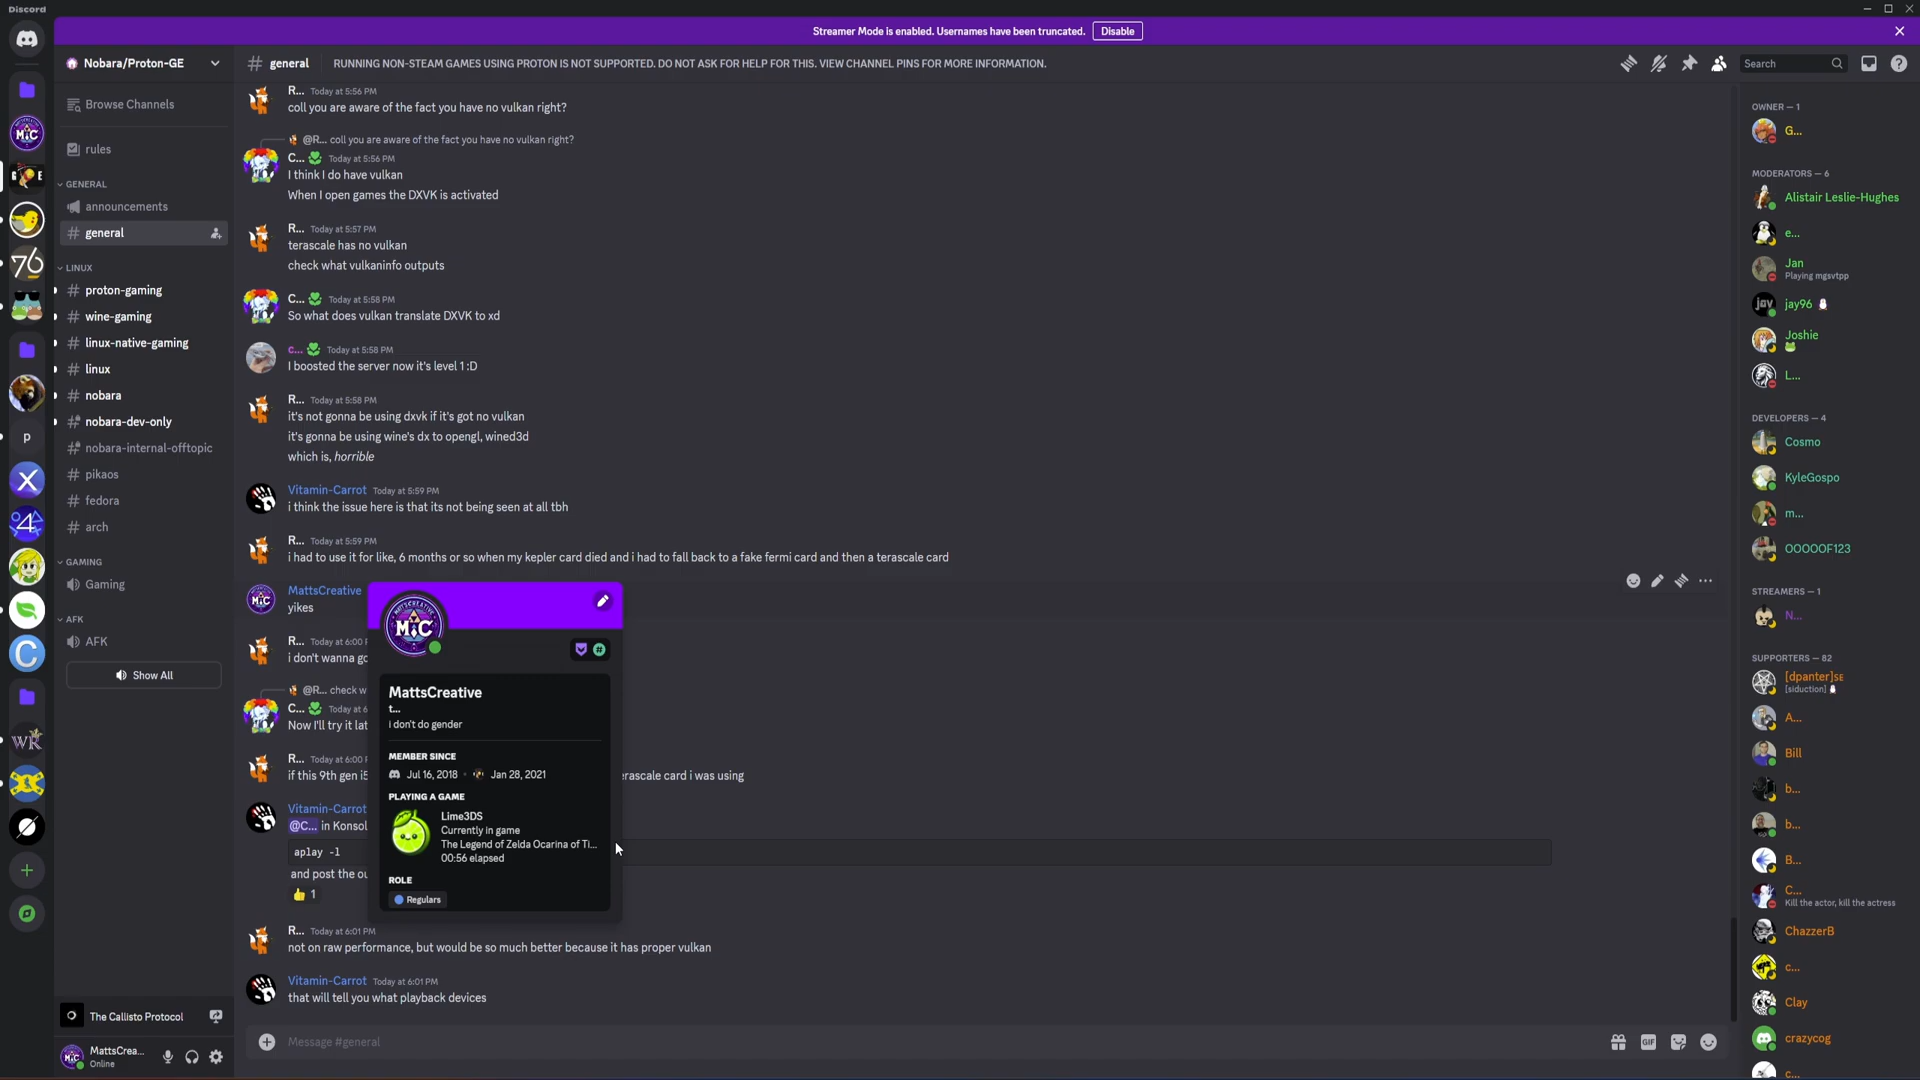 Discord
Streamer Mode is enabled. Usernames have been truncated. Disable
Nobara/Proton-GE
# general RUNNING NON-STEAM GAMES USING PROTON IS NOT SUPPORTED. DO NOT ASK FOR HELP FOR THIS. VIEW CHANNEL PINS FOR MORE INFORMATION.
Search
Browse Channels
rules
GENERAL
announcements
# general
LINUX
# proton-gaming
# wine-gaming
# linux-native-gaming
# linux
# nobara
# nobara-dev-only
# nobara-internal-offtopic
# pikaos
# fedora
# arch
GAMING
Gaming
AFK
AFK
Show All
The Callisto Protocol
MattsCrea...
Online
MIC
76
p
X
4
C
WR
R... Today at 5:56 PM
coll you are aware of the fact you have no vulkan right?
@R... coll you are aware of the fact you have no vulkan right?
C... Today at 5:56 PM
I think I do have vulkan
When I open games the DXVK is activated
R... Today at 5:57 PM
terascale has no vulkan
check what vulkaninfo outputs
C... Today at 5:58 PM
So what does vulkan translate DXVK to xd
c... Today at 5:58 PM
I boosted the server now it's level 1 :D
R... Today at 5:58 PM
it's not gonna be using dxvk if it's got no vulkan
it's gonna be using wine's dx to opengl, wined3d
which is, horrible
Vitamin-Carrot Today at 5:59 PM
i think the issue here is that its not being seen at all tbh
R... Today at 5:59 PM
i had to use it for like, 6 months or so when my kepler card died and i had to fall back to a fake fermi card and then a terascale card
MattsCreative
yikes
R... Today at 6:00
i don't wanna go
@R... check w
C... Today at 6
Now I'll try it lat
R... Today at 6:00
if this 9th gen i5 erascale card i was using
Vitamin-Carrot
@C... in Konsol
aplay -l
and post the ou
1
R... Today at 6:01 PM
not on raw performance, but would be so much better because it has proper vulkan
Vitamin-Carrot Today at 6:01 PM
that will tell you what playback devices
Message #general
GIF
MIC
MattsCreative
t...
i don't do gender
MEMBER SINCE
Jul 16, 2018 • Jan 28, 2021
PLAYING A GAME
Lime3DS
Currently in game
The Legend of Zelda Ocarina of Ti...
00:56 elapsed
ROLE
Regulars
OWNER — 1
G...
MODERATORS — 6
Alistair Leslie-Hughes
e...
Jan
Playing mgsvtpp
jay96
Joshie
L...
DEVELOPERS — 4
Cosmo
KyleGospo
m...
OOOOOF123
STREAMERS — 1
N...
SUPPORTERS — 82
[dpanter]SE
[siduction]
A...
Bill
b...
b...
B...
C...
Kill the actor, kill the actress
ChazzerB
c...
Clay
crazycog
c...